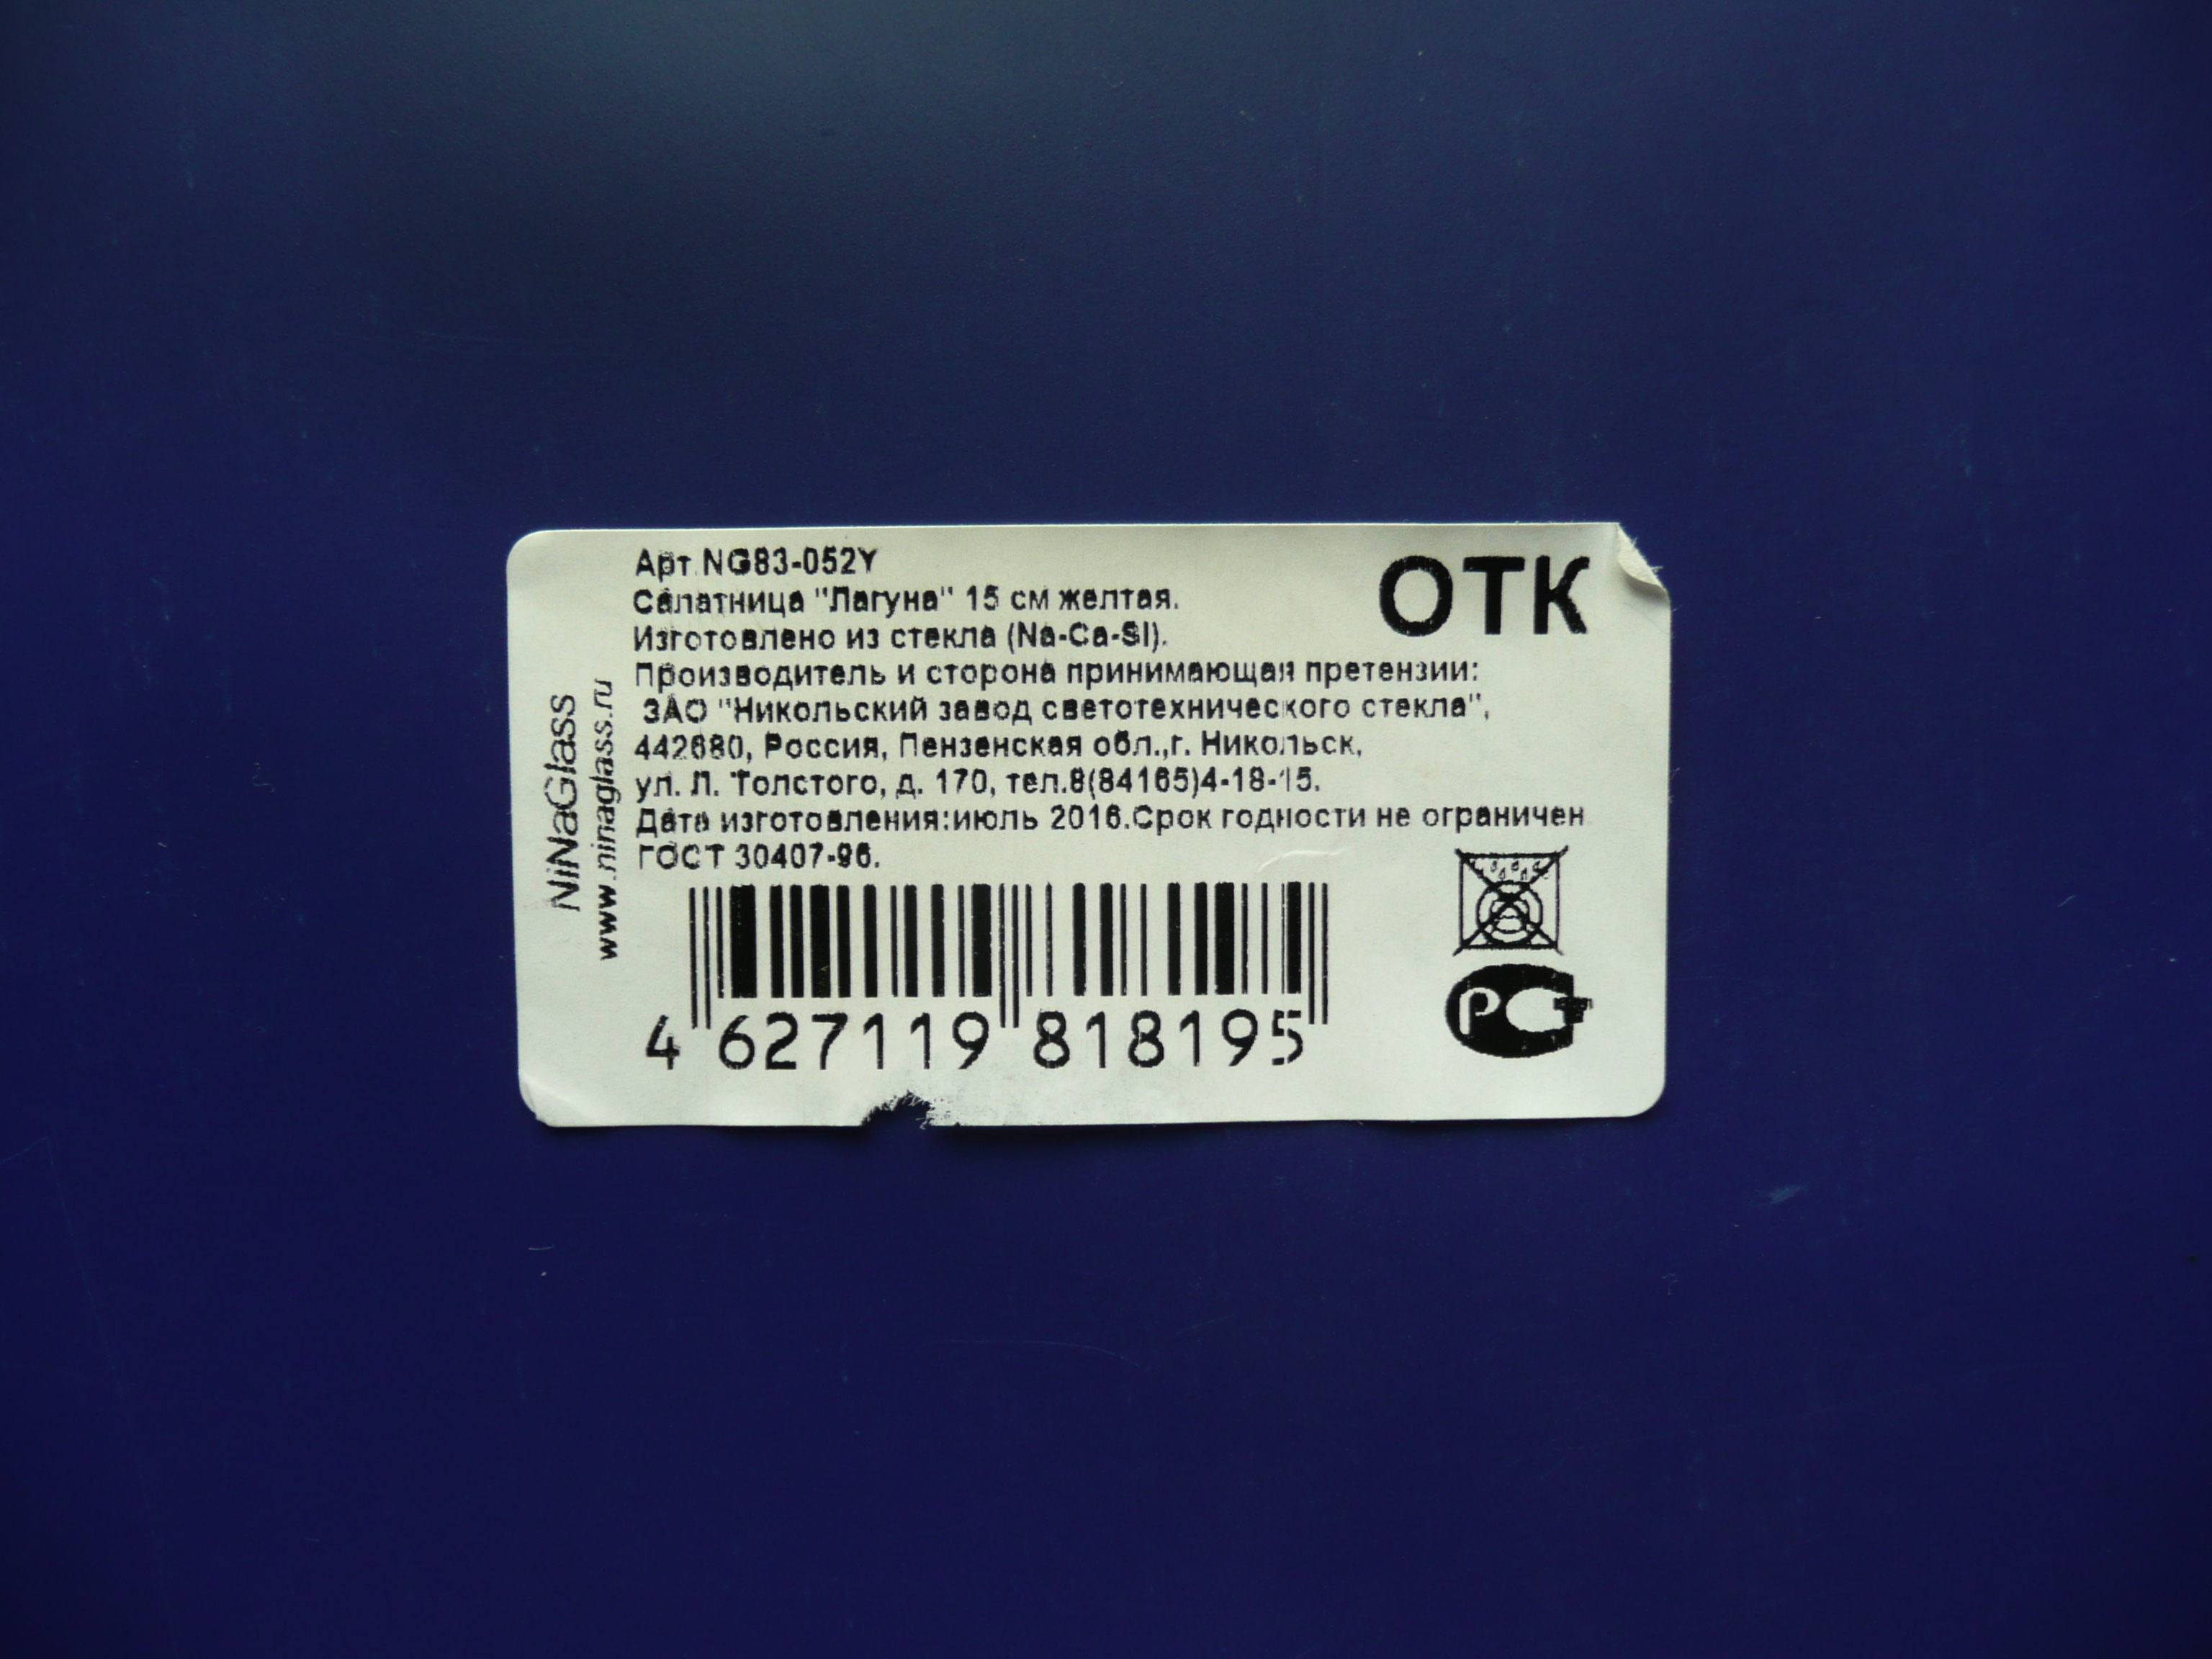 Арт.NG83-052Y
ОТК
Салатница "Лагуна" 15 см желтая.
Изготовлено из стекла (Na-Ca-SI).
Производитель и сторона принимающая претензии:
ЗАО "Никольский завод светотехнического стекла",
442680, Россия, Пензенская обл.,г. Никольск,
ул. Л. Толстого, д. 170, тел.8(84165)4-18-15.
Дата изготовления:июль 2016.Срок годности не ограничен
ГОСТ 30407-96.
NiNaGlass
www.ninaglass.ru
4 627119 818195
РСТ